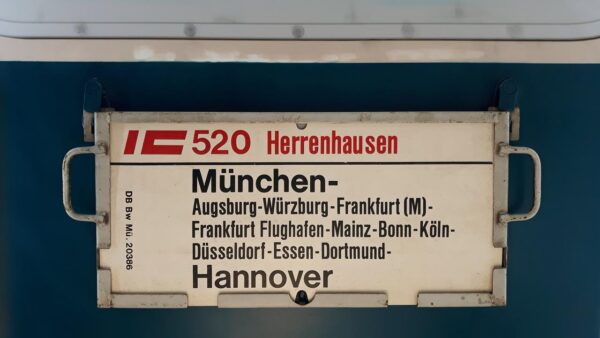 IC 520 Herrenhausen
München-
Augsburg-Würzburg-Frankfurt (M)-
Frankfurt Flughafen-Mainz-Bonn-Köln-
Düsseldorf-Essen-Dortmund-
Hannover
DB Bw Mü. 20386